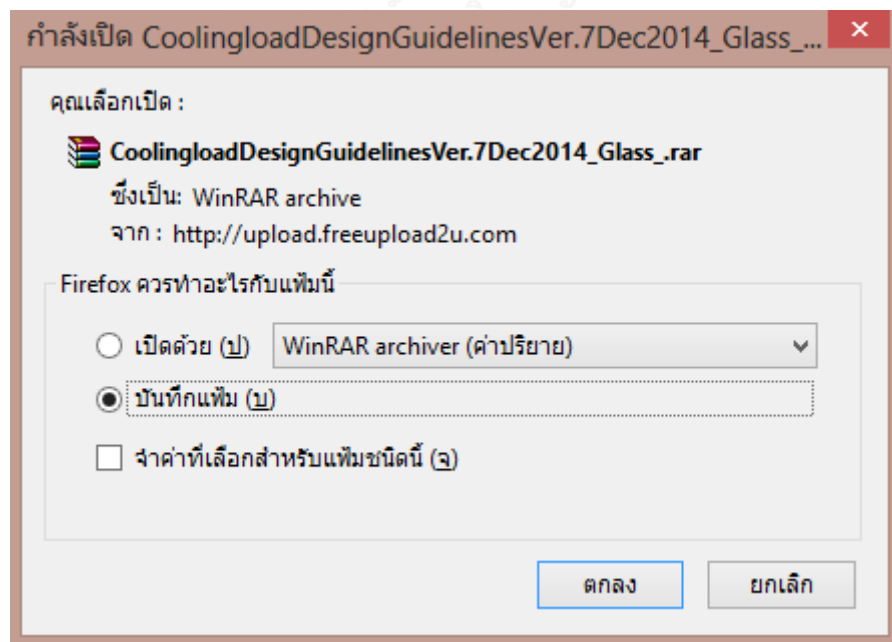 กำลังเปิด CoolingloadDesignGuidelinesVer.7Dec2014_Glass_...
คุณเลือกเปิด :
CoolingloadDesignGuidelinesVer.7Dec2014_Glass_.rar
ซึ่งเป็น: WinRAR archive
จาก : http://upload.freeupload2u.com
Firefox ควรทำอะไรกับแฟ้มนี้
เปิดด้วย (ป) WinRAR archiver (ค่าปริยาย)
บันทึกแฟ้ม (บ)
จำค่าที่เลือกสำหรับแฟ้มชนิดนี้ (จ)
ตกลง ยกเลิก